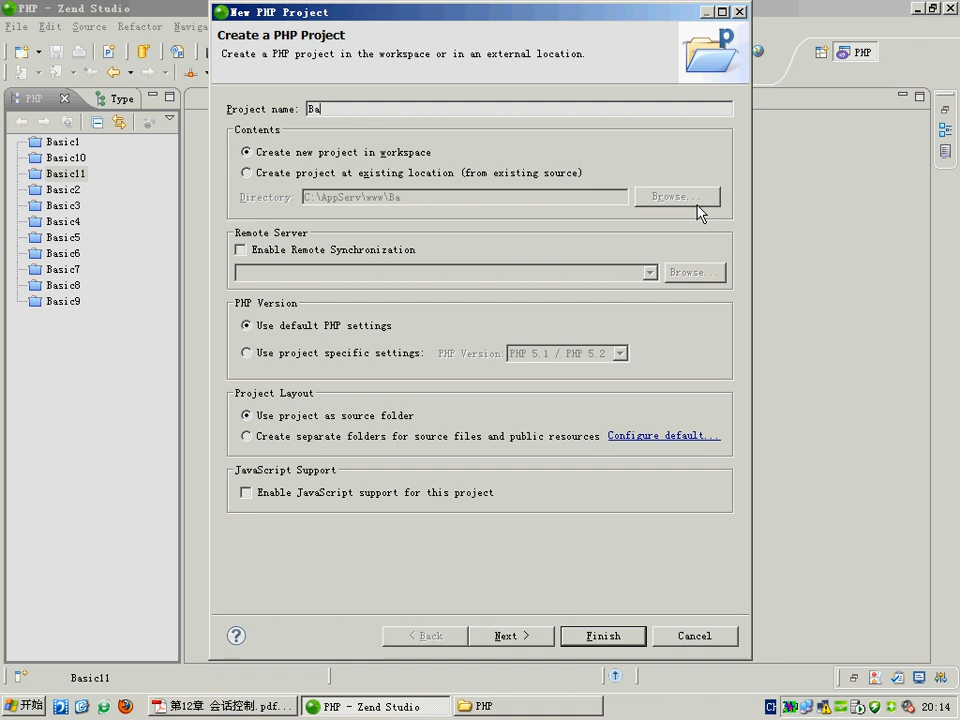 PHP - Zend Studio
New PHP Project
File Edit Source Refactor Naviga
Create a PHP Project
Create a PHP project in the workspace or in an external location.
PHP
PHP
Type
Project name: Ba
Contents
Create new project in workspace
Create project at existing location (from existing source)
Directory: C:\AppServ\www\Ba
Browse...
Remote Server
Enable Remote Synchronization
Browse...
PHP Version
Use default PHP settings
Use project specific settings: PHP Version: PHP 5.1 / PHP 5.2
Project Layout
Use project as source folder
Create separate folders for source files and public resources Configure default...
JavaScript Support
Enable JavaScript support for this project
Basic1
Basic10
Basic11
Basic2
Basic3
Basic4
Basic5
Basic6
Basic7
Basic8
Basic9
< Back
Next >
Finish
Cancel
Basic11
开始
第12章 会话控制.pdf...
PHP - Zend Studio
PHP
CH
20:14